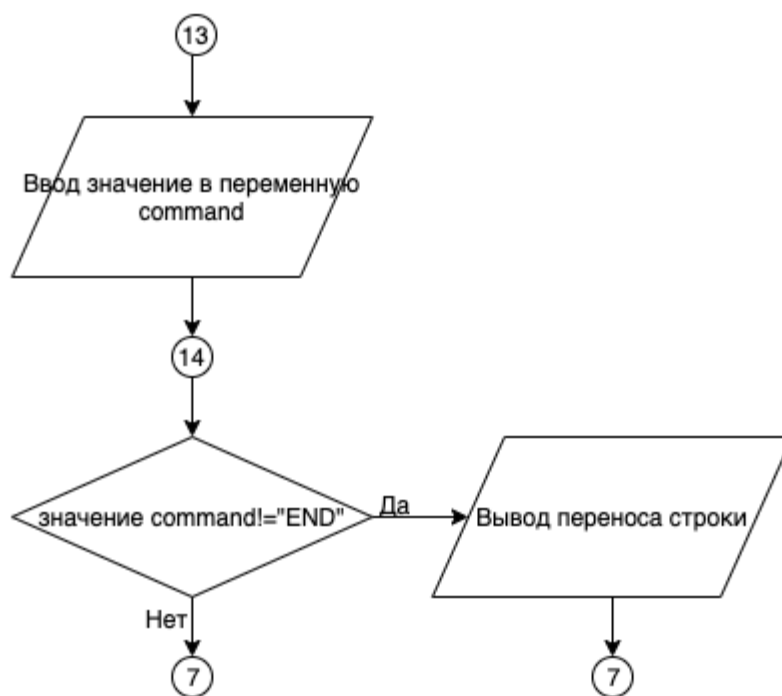 13
Ввод значение в переменную
command
14
значение command!="END"
Да
Вывод переноса строки
Нет
7
7